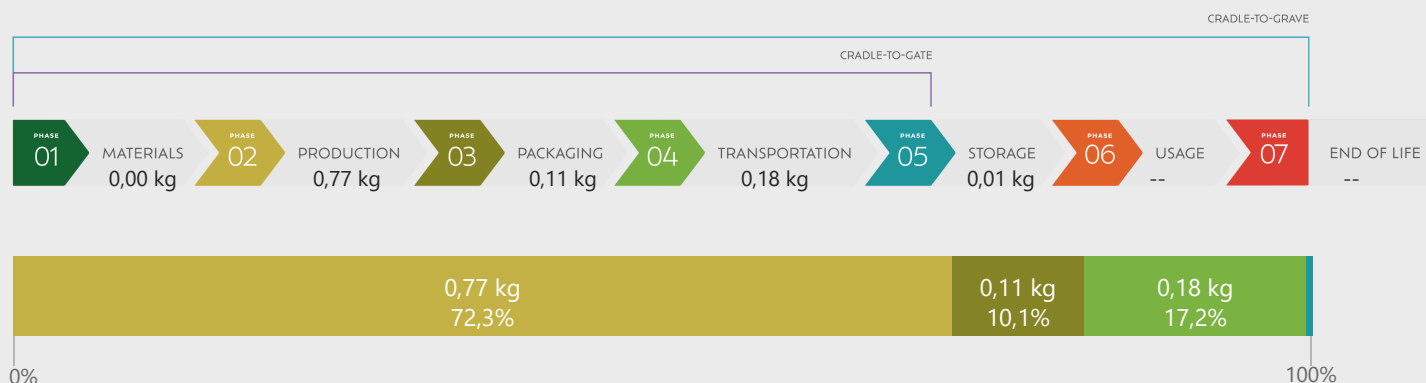 CRADLE-TO-GRAVE
CRADLE-TO-GATE
PHASE
01
MATERIALS
0,00 kg
PHASE
02
PRODUCTION
0,77 kg
PHASE
03
PACKAGING
0,11 kg
PHASE
04
TRANSPORTATION
0,18 kg
PHASE
05
STORAGE
0,01 kg
PHASE
06
USAGE
--
PHASE
07
END OF LIFE
--
0,77 kg
72,3%
0,11 kg
10,1%
0,18 kg
17,2%
0%
100%